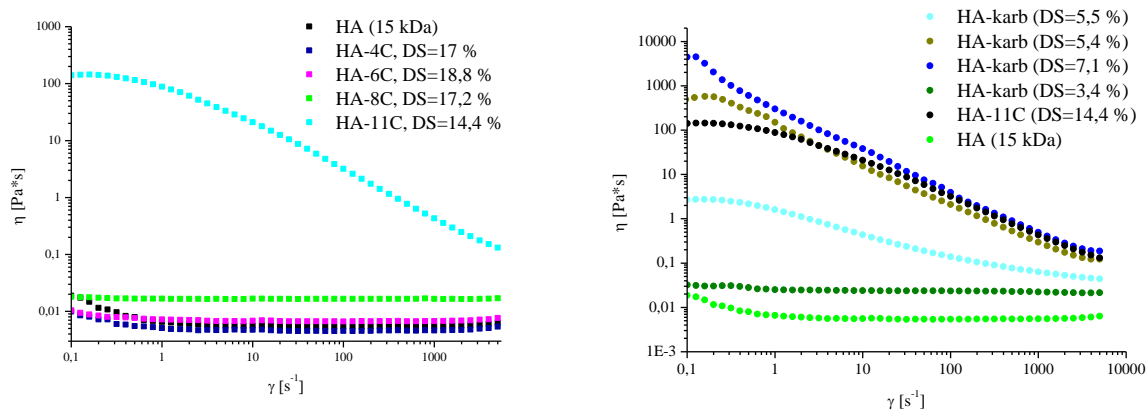 1000
100
10
1
0,1
0,01
η [Pa*s]
0,1
1
10
100
1000
γ [s-1]
HA (15 kDa)
HA-4C, DS=17 %
HA-6C, DS=18,8 %
HA-8C, DS=17,2 %
HA-11C, DS=14,4 %
10000
1000
100
10
1
0,1
0,01
1E-3
η [Pa*s]
0,1
1
10
100
1000
10000
γ [s-1]
HA-karb (DS=5,5 %)
HA-karb (DS=5,4 %)
HA-karb (DS=7,1 %)
HA-karb (DS=3,4 %)
HA-11C (DS=14,4 %)
HA (15 kDa)